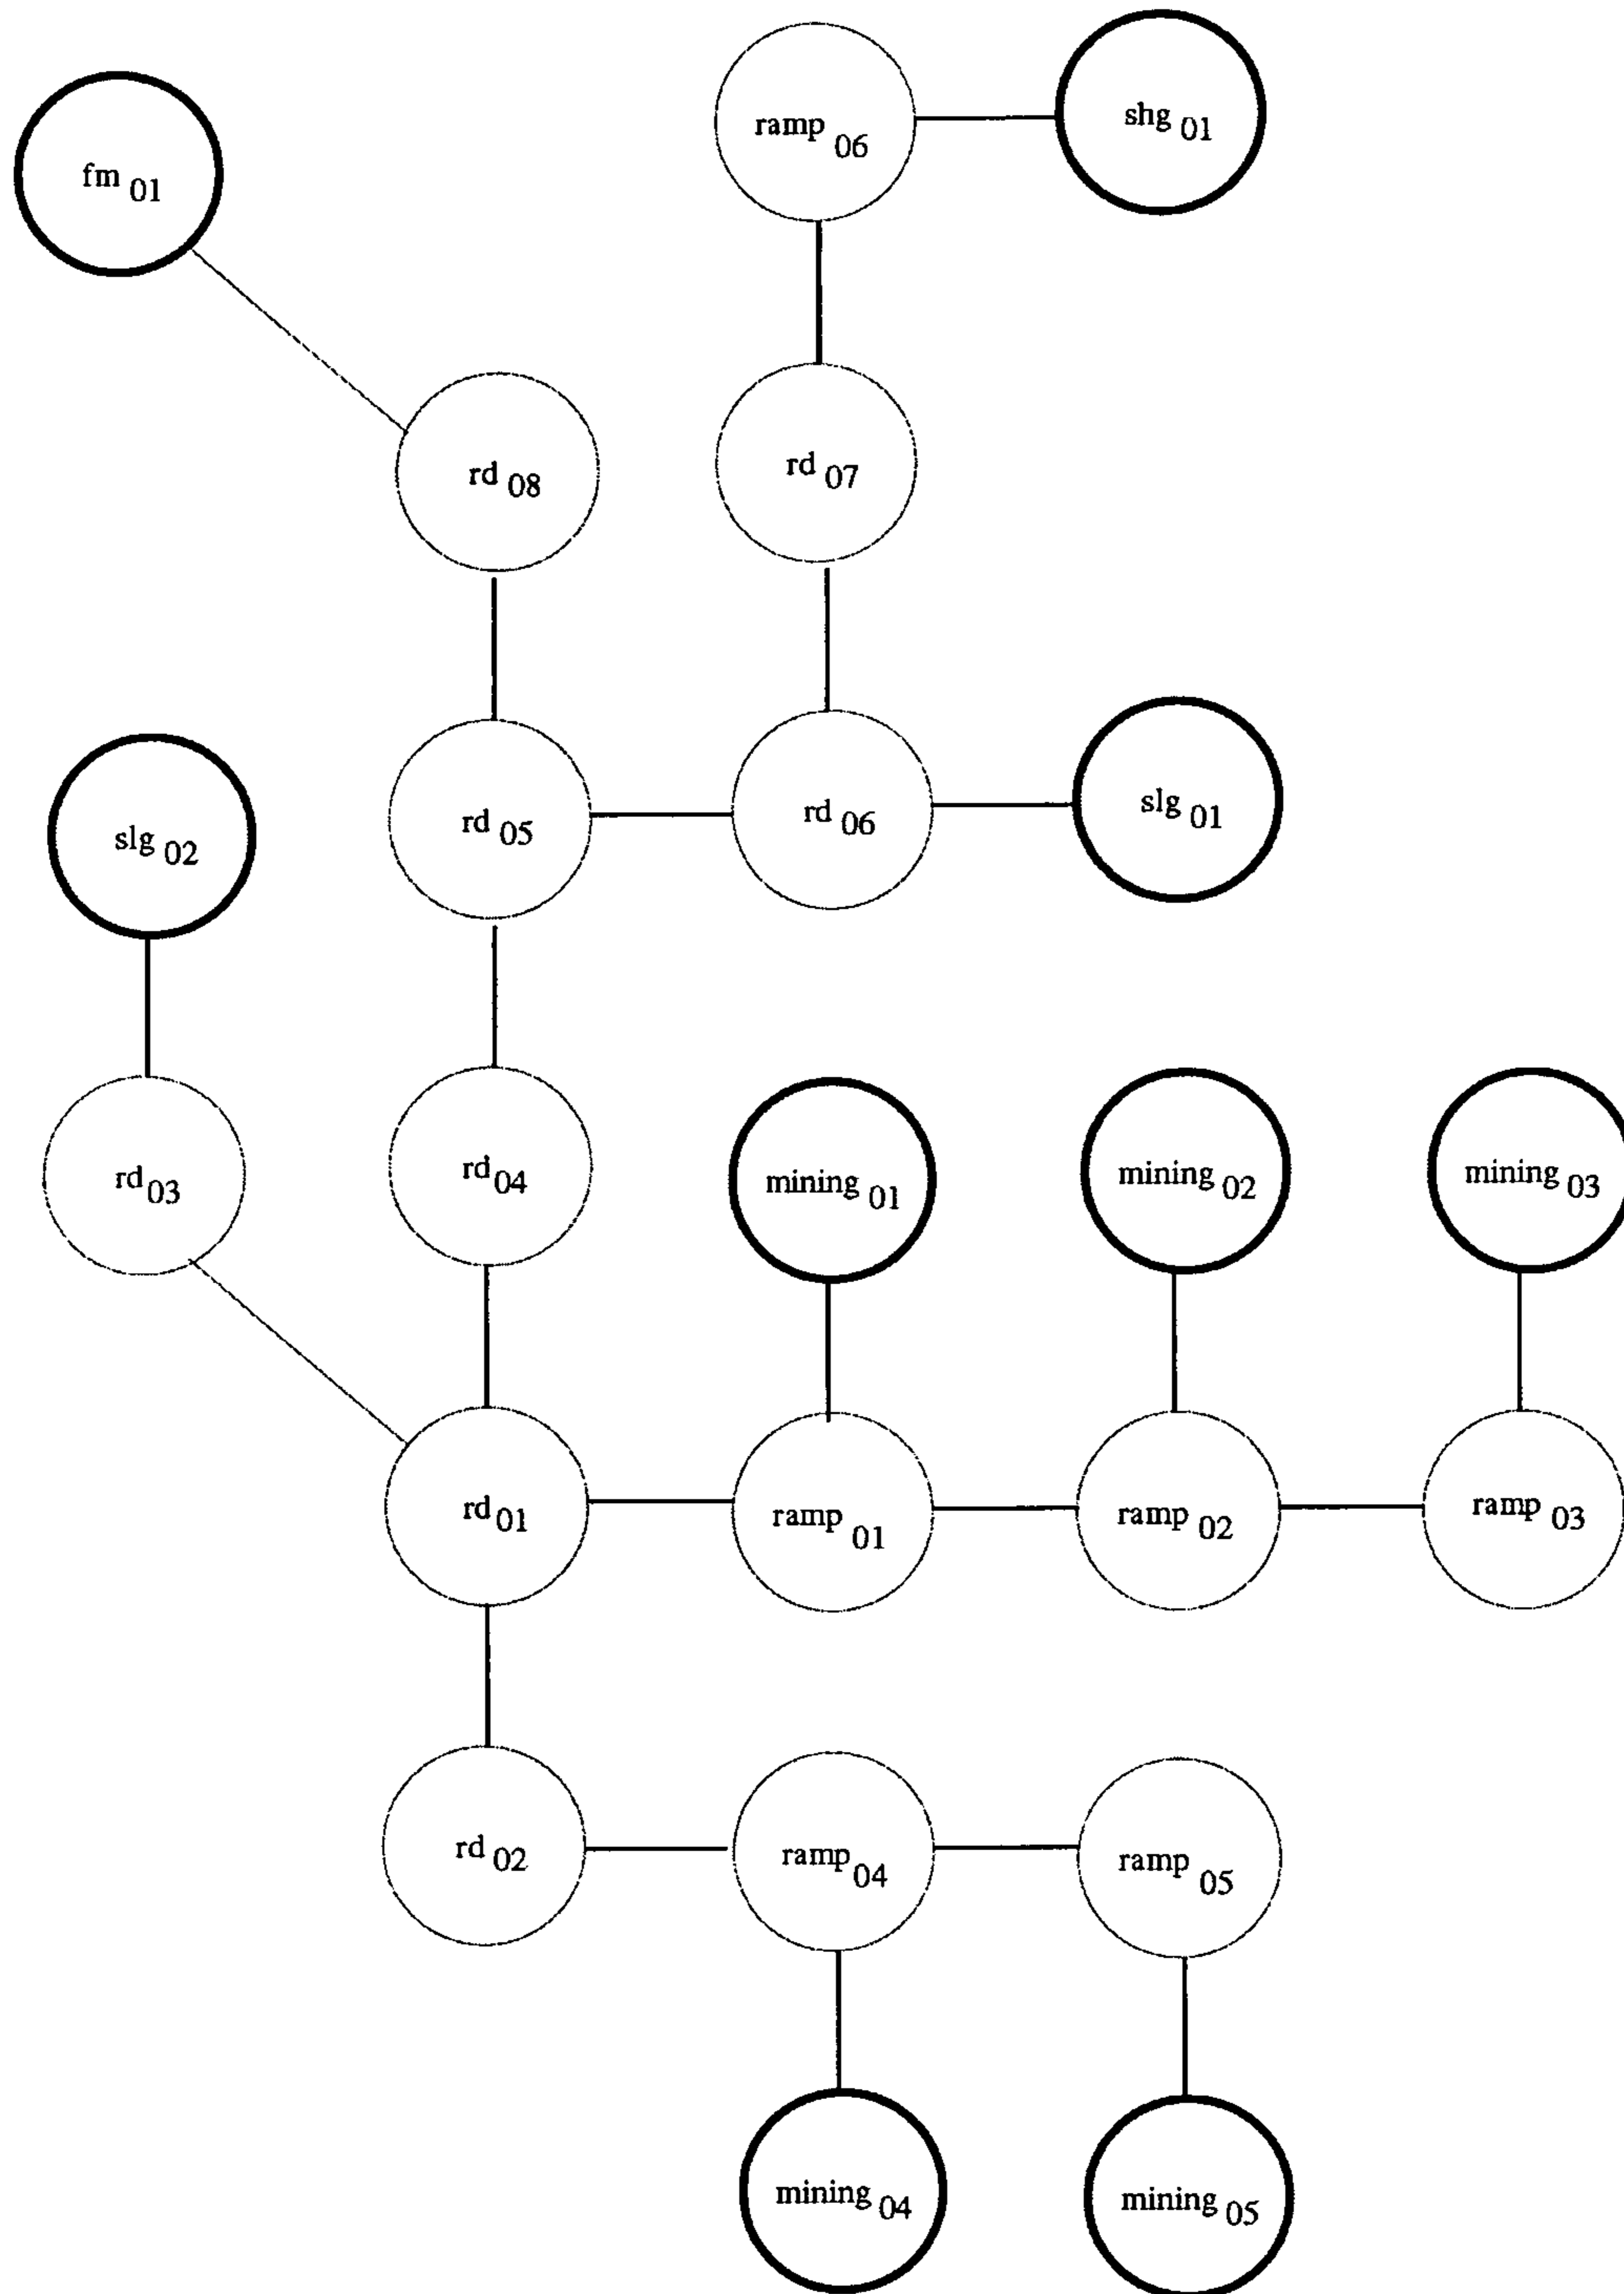 ramp 06
shg 01
fm 01
rd 08
rd 07
slg 02
rd 05
rd 06
slg 01
rd 03
rd 04
mining 01
mining 02
mining 03
rd 01
ramp 01
ramp 02
ramp 03
rd 02
ramp 04
ramp 05
mining 04
mining 05